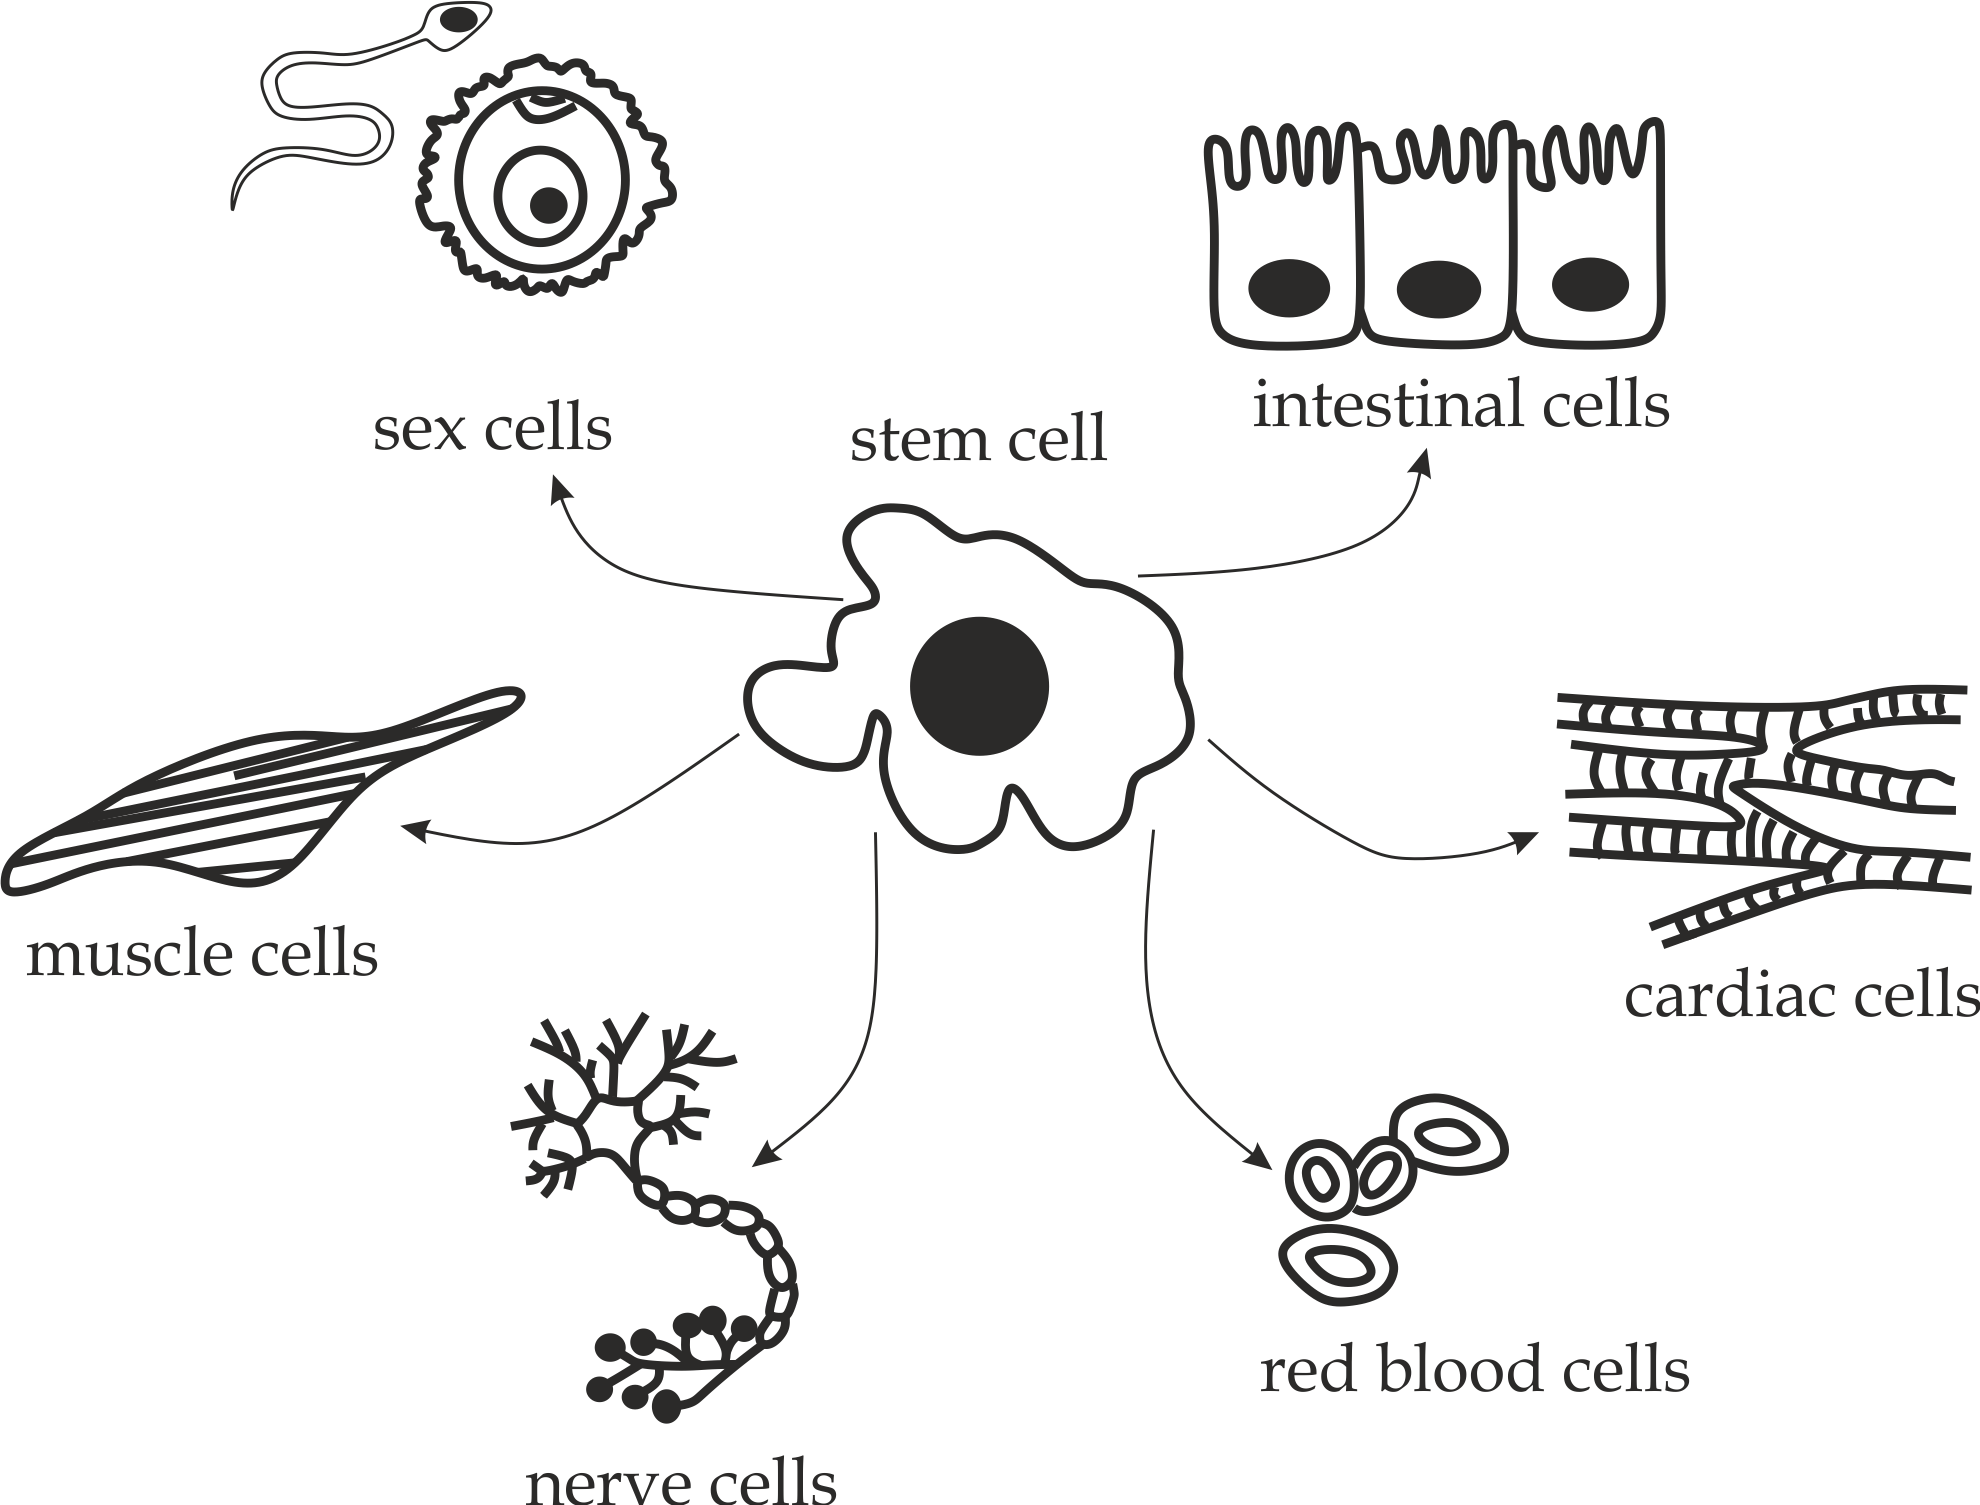 sex cells
stem cell
intestinal cells
muscle cells
cardiac cells
nerve cells
red blood cells